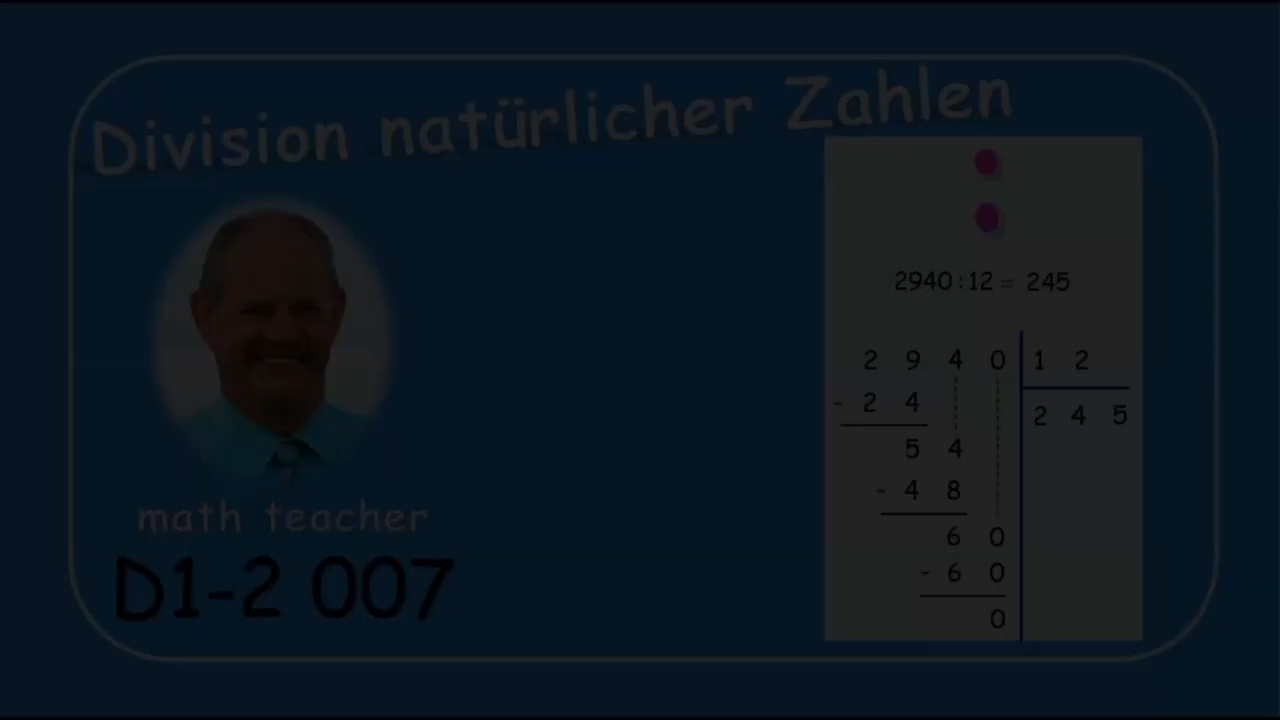 Division natürlicher Zahlen
2940:12 = 245
2 9 4 0 1 2
- 2 4 2 4 5
5 4
- 4 8
6 0
- 6 0
0
math teacher
D1-2 007